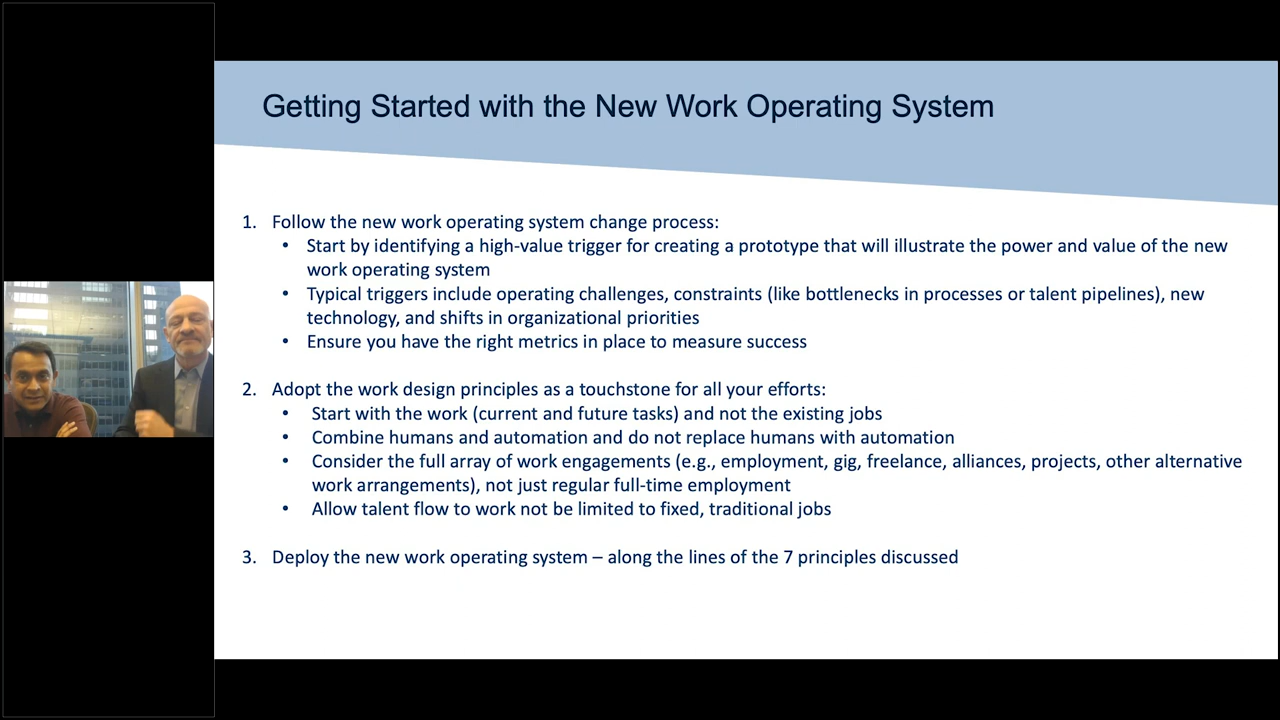 Getting Started with the New Work Operating System
1. Follow the new work operating system change process:
• Start by identifying a high-value trigger for creating a prototype that will illustrate the power and value of the new
work operating system
• Typical triggers include operating challenges, constraints (like bottlenecks in processes or talent pipelines), new
technology, and shifts in organizational priorities
• Ensure you have the right metrics in place to measure success
2. Adopt the work design principles as a touchstone for all your efforts:
• Start with the work (current and future tasks) and not the existing jobs
• Combine humans and automation and do not replace humans with automation
• Consider the full array of work engagements (e.g., employment, gig, freelance, alliances, projects, other alternative
work arrangements), not just regular full-time employment
• Allow talent flow to work not be limited to fixed, traditional jobs
3. Deploy the new work operating system – along the lines of the 7 principles discussed